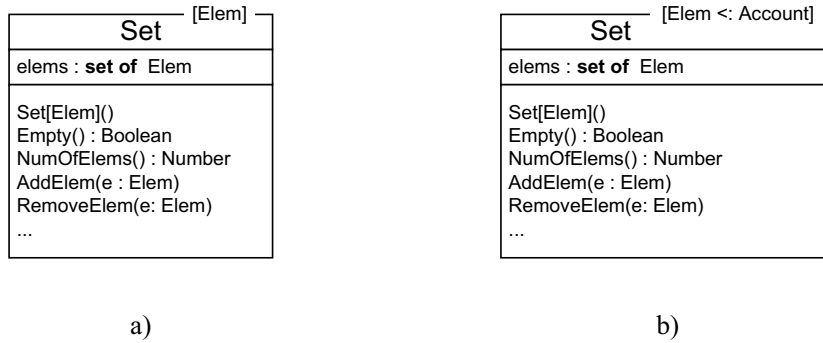 [Elem]
Set
elems : set of Elem
Set[Elem]()
Empty() : Boolean
NumOfElems() : Number
AddElem(e : Elem)
RemoveElem(e: Elem)
...
a)
[Elem <: Account]
Set
elems : set of Elem
Set[Elem]()
Empty() : Boolean
NumOfElems() : Number
AddElem(e : Elem)
RemoveElem(e: Elem)
...
b)